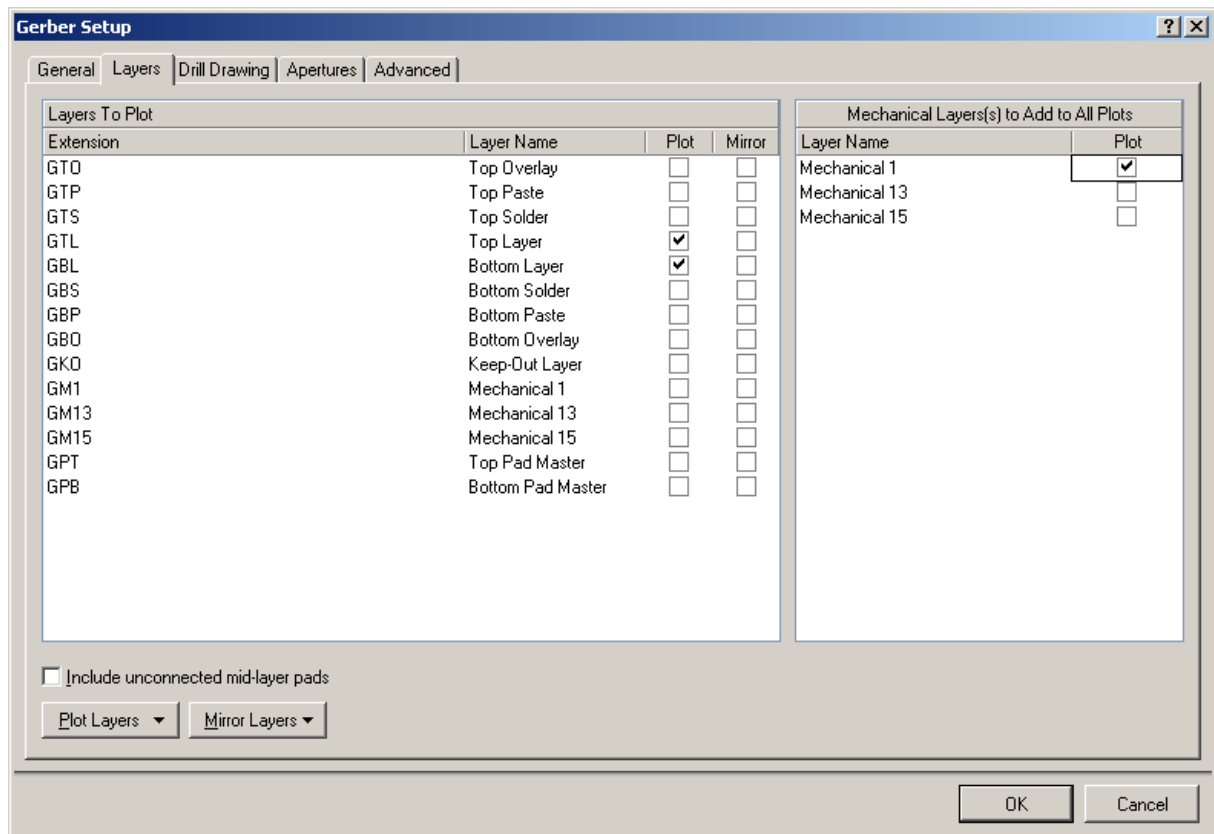 Gerber Setup
General Layers Drill Drawing Apertures Advanced
Layers To Plot
Extension Layer Name Plot Mirror
GTO Top Overlay
GTP Top Paste
GTS Top Solder
GTL Top Layer
GBL Bottom Layer
GBS Bottom Solder
GBP Bottom Paste
GBO Bottom Overlay
GKO Keep-Out Layer
GM1 Mechanical 1
GM13 Mechanical 13
GM15 Mechanical 15
GPT Top Pad Master
GPB Bottom Pad Master
Mechanical Layers(s) to Add to All Plots
Layer Name Plot
Mechanical 1
Mechanical 13
Mechanical 15
Include unconnected mid-layer pads
Plot Layers Mirror Layers
OK Cancel